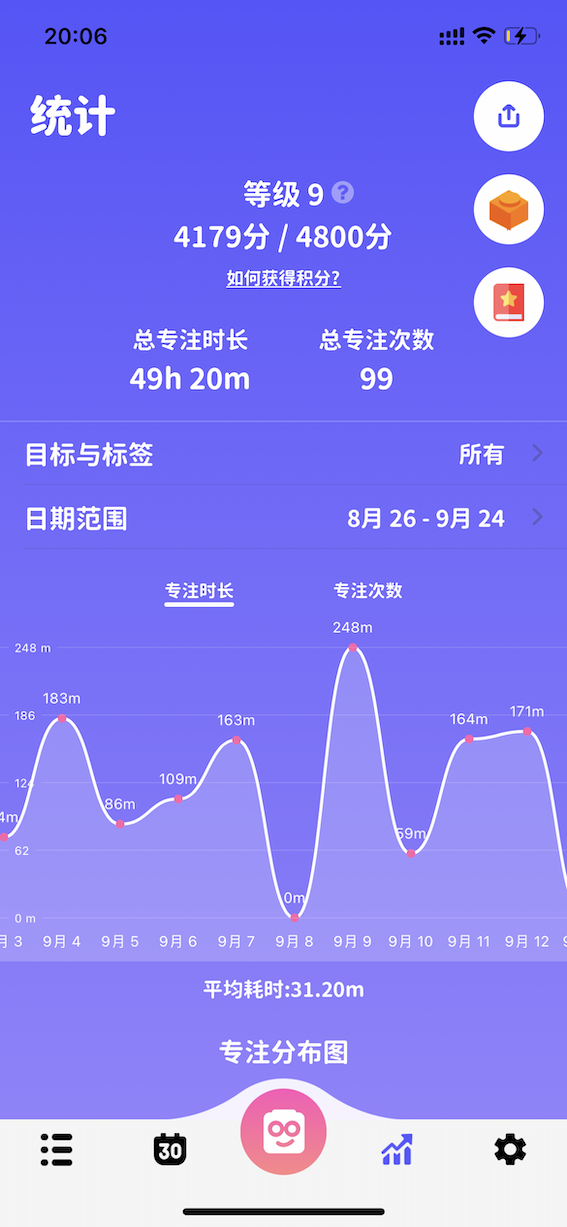 20:06
统计
等级 9 ?
4179分 / 4800分
如何获得积分?
总专注时长 总专注次数
49h 20m 99
目标与标签 所有
日期范围 8月 26 - 9月 24
专注时长 专注次数
248m
248 m
183m
186
163m
164m 171m
109m
124
86m
4m
59m
62
0m
0 m
月 3 9月 4 9月 5 9月 6 9月 7 9月 8 9月 9 9月 10 9月 11 9月 12
平均耗时:31.20m
专注分布图
30